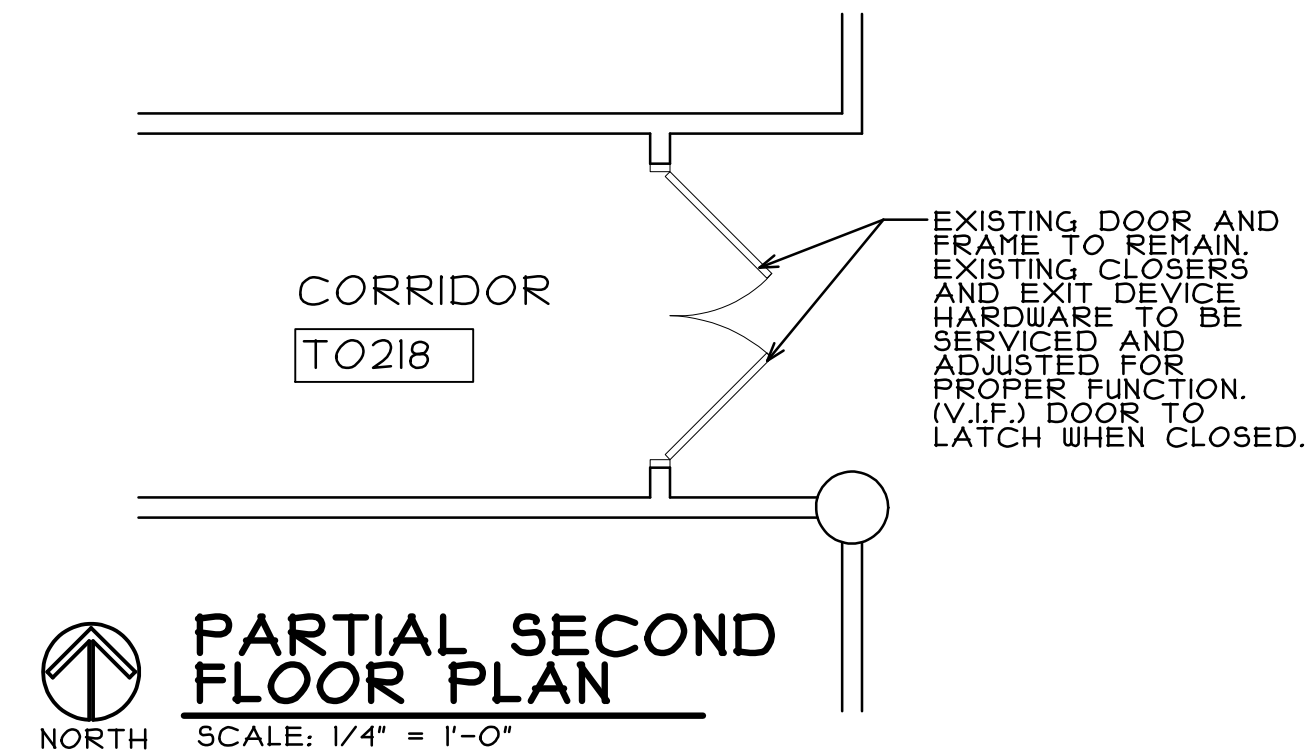 CORRIDOR
TO218
EXISTING DOOR AND
FRAME TO REMAIN.
EXISTING CLOSERS
AND EXIT DEVICE
HARDWARE TO BE
SERVICED AND
ADJUSTED FOR
PROPER FUNCTION.
(V.I.F.) DOOR TO
LATCH WHEN CLOSED.
PARTIAL SECOND
FLOOR PLAN
SCALE: 1/4" = 1'-0"
NORTH